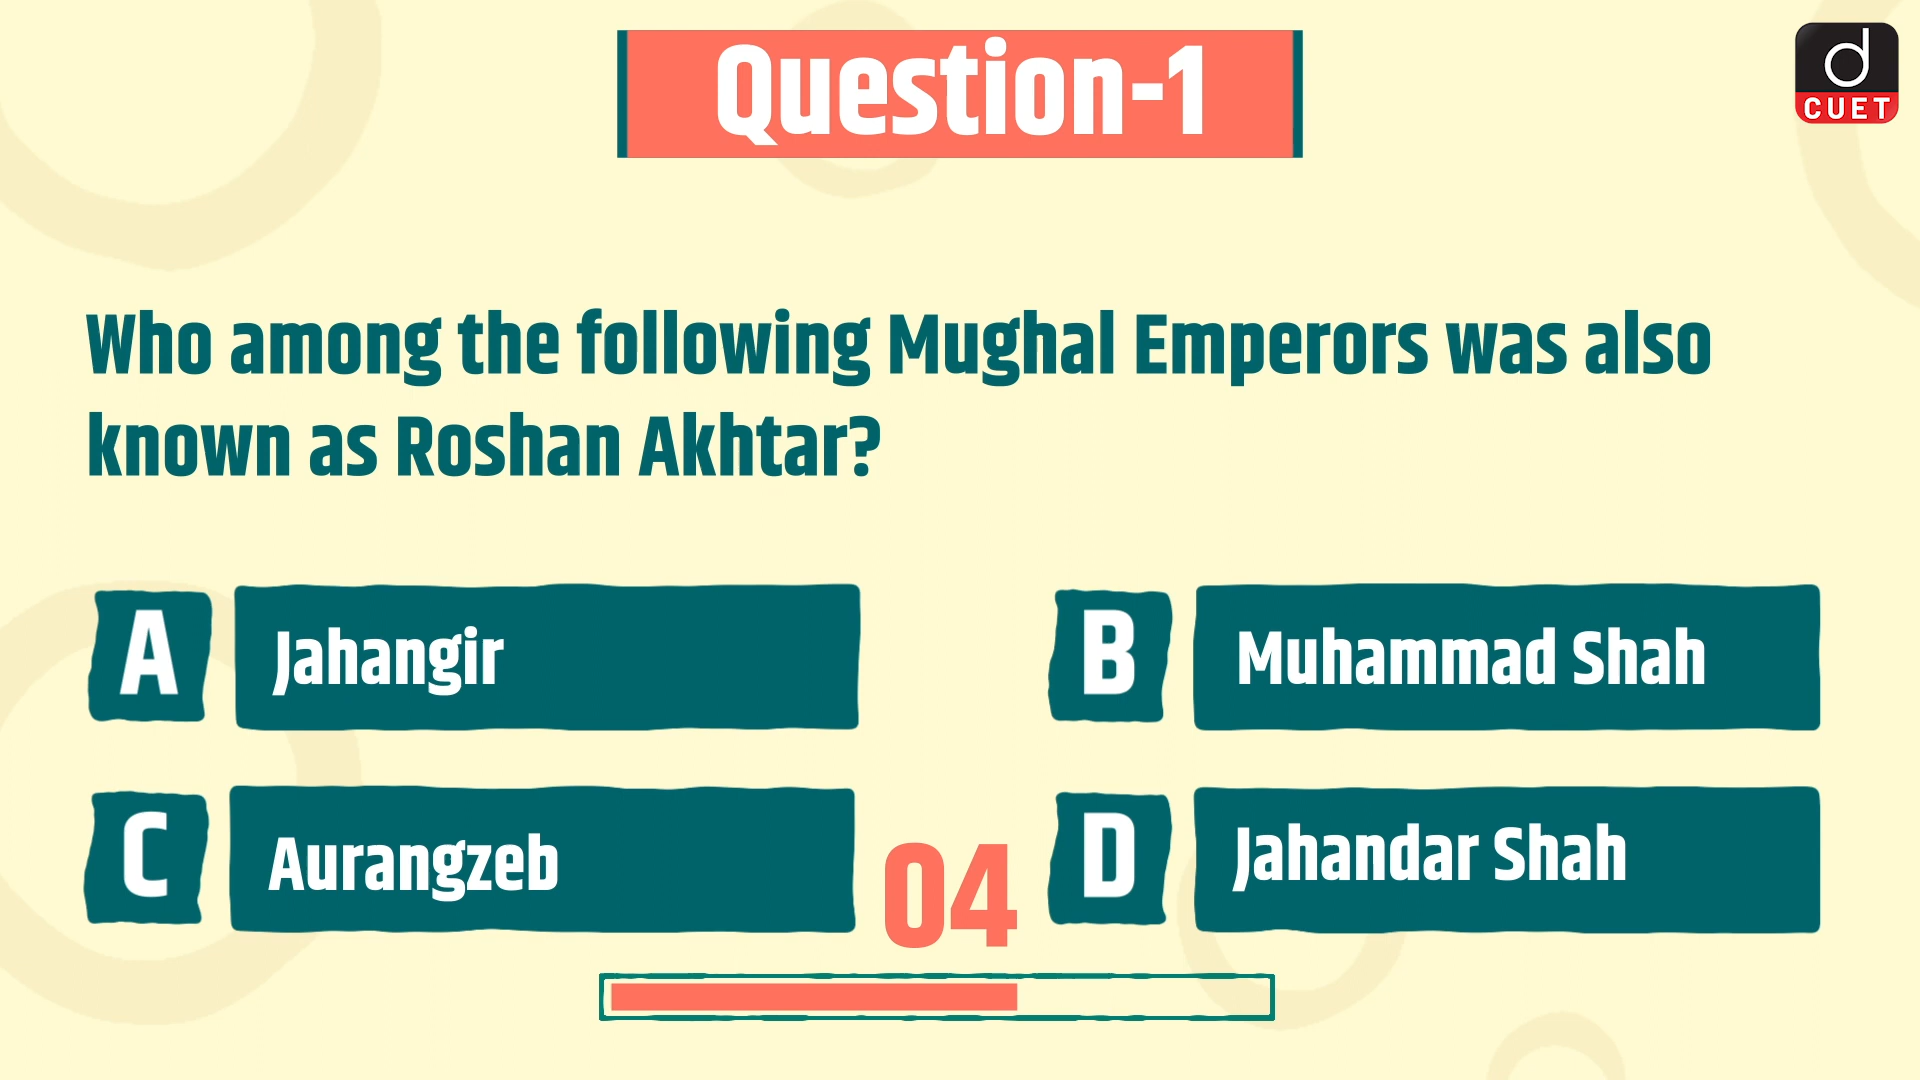 Question-1
d
CUET
Who among the following Mughal Emperors was also
known as Roshan Akhtar?
A Jahangir
B Muhammad Shah
C Aurangzeb
D Jahandar Shah
04